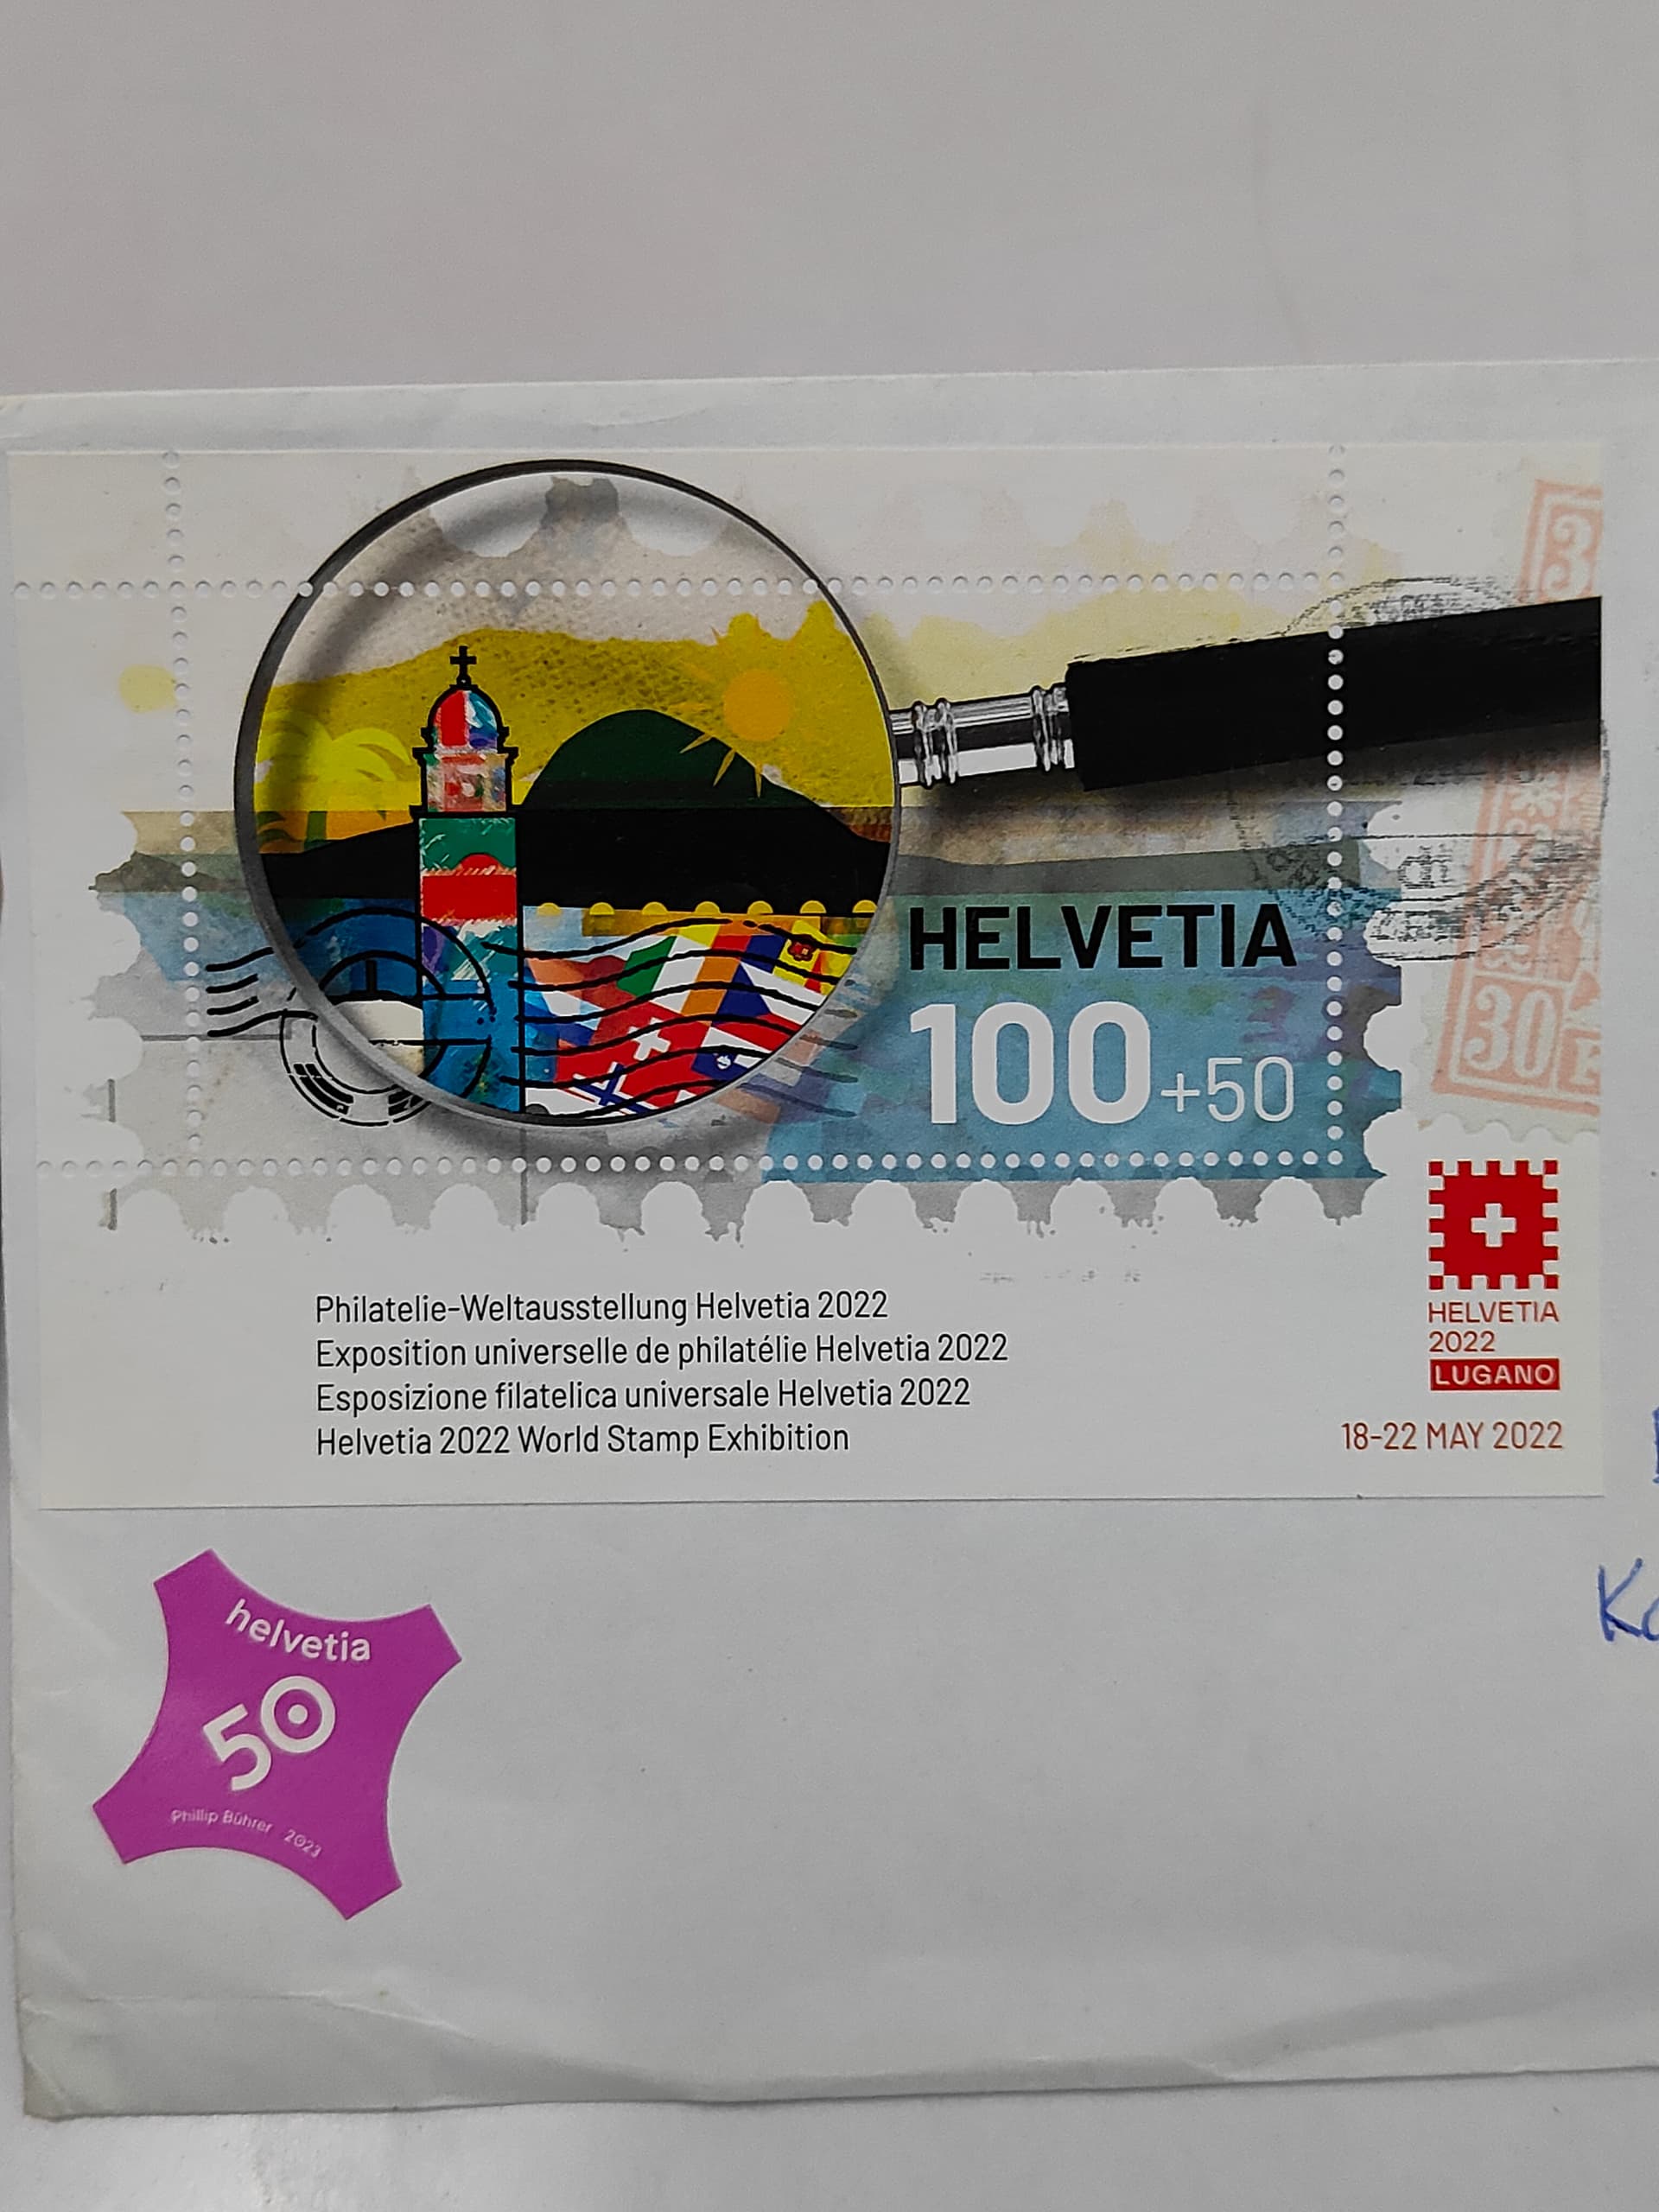 HELVETIA
100+50
30
Philatelie-Weltausstellung Helvetia 2022
Exposition universelle de philatélie Helvetia 2022
Esposizione filatelica universale Helvetia 2022
Helvetia 2022 World Stamp Exhibition
HELVETIA
2022
LUGANO
18-22 MAY 2022
helvetia
50
Phillip Bührer 2023